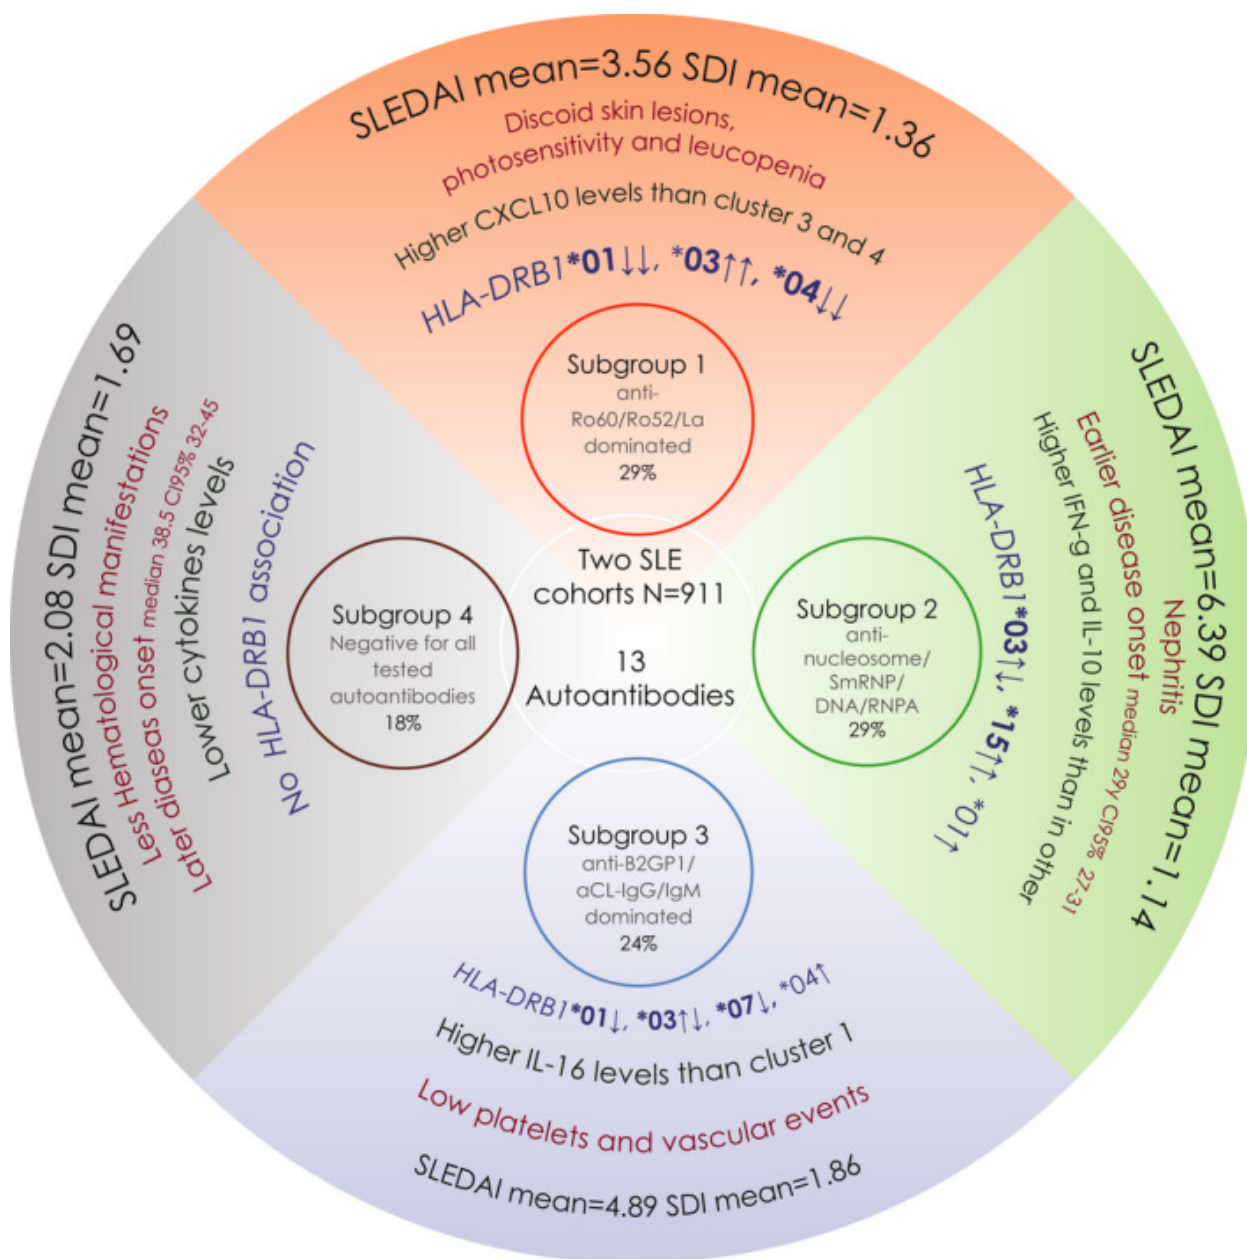 SLEDAI mean=3.56 SDI mean=1.36
Discoid skin lesions,
photosensitivity and leucopenia
Higher CXCL10 levels than cluster 3 and 4
HLA-DRB1*01↓↓, *03↑↑, *04↓↓
Subgroup 1
anti-
Ro60/Ro52/La
dominated
29%
SLEDAI mean=6.39 SDI mean=1.14
Nephritis
Earlier disease onset median 29y CI95% 27-31
Higher IFN-g and IL-10 levels than in other
HLA-DRB1*03↑↓, *15↑↑, *01↑
Subgroup 2
anti-
nucleosome/
SmRNP/
DNA/RNPA
29%
Two SLE
cohorts N=911
13
Autoantibodies
Subgroup 3
anti-B2GP1/
aCL-IgG/IgM
dominated
24%
HLA-DRB1*01↓, *03↑↓, *07↓, *04↑
Higher IL-16 levels than cluster 1
Low platelets and vascular events
SLEDAI mean=4.89 SDI mean=1.86
SLEDAI mean=2.08 SDI mean=1.69
Less Hematological manifestations
Later diaseas onset median 38.5 CI95% 32-45
Lower cytokines levels
No HLA-DRB1 association
Subgroup 4
Negative for all
tested
autoantibodies
18%